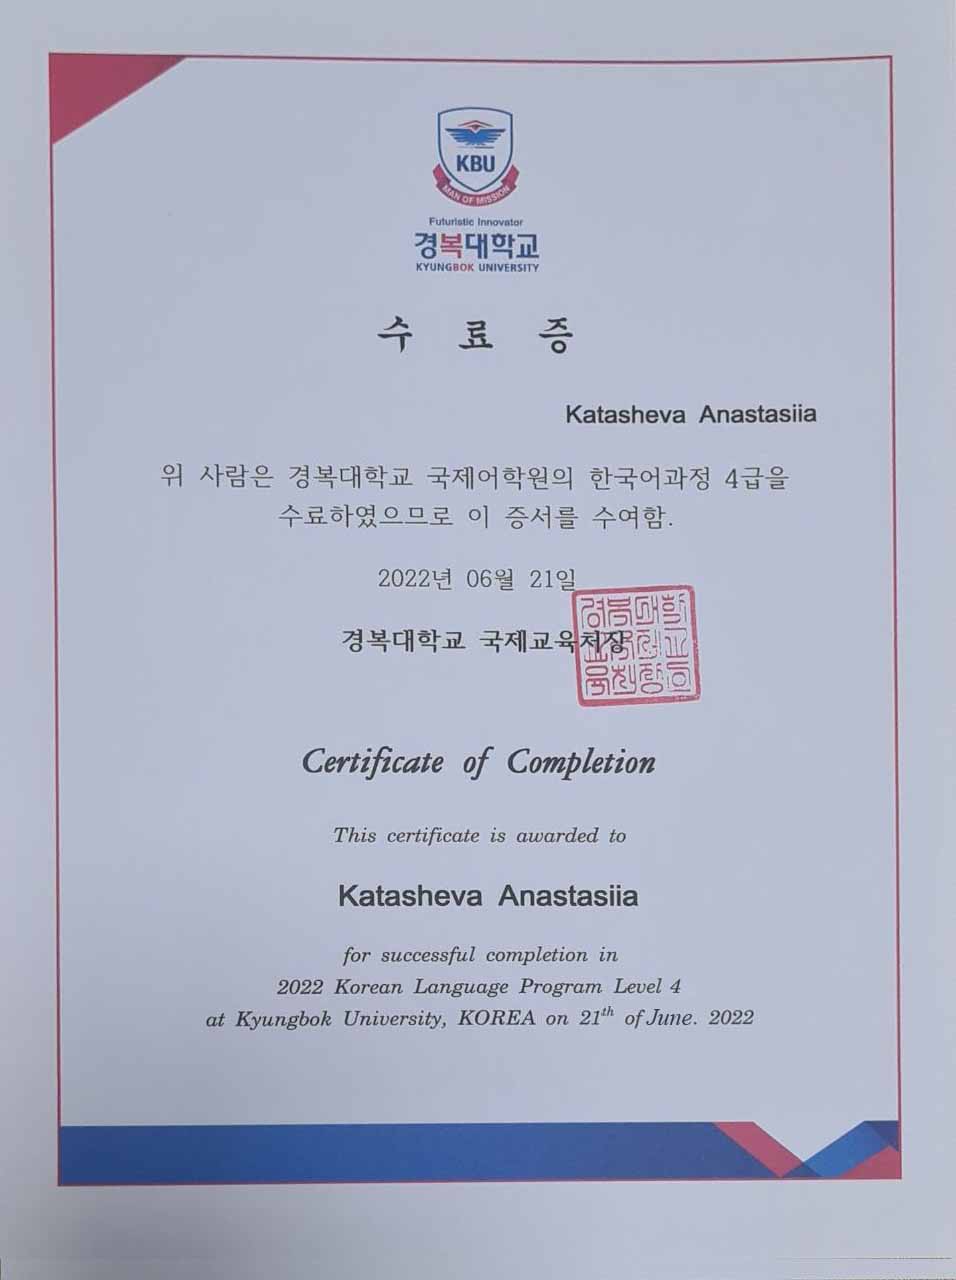 KBU
MAN OF MISSION
Futuristic Innovator
경복대학교
KYUNGBOK UNIVERSITY
수 료 증
Katasheva Anastasiia
위 사람은 경복대학교 국제어학원의 한국어과정 4급을
수료하였으므로 이 증서를 수여함.
2022년 06월 21일
경복대학교 국제교육처장
Certificate of Completion
This certificate is awarded to
Katasheva Anastasiia
for successful completion in
2022 Korean Language Program Level 4
at Kyungbok University, KOREA on 21th of June. 2022